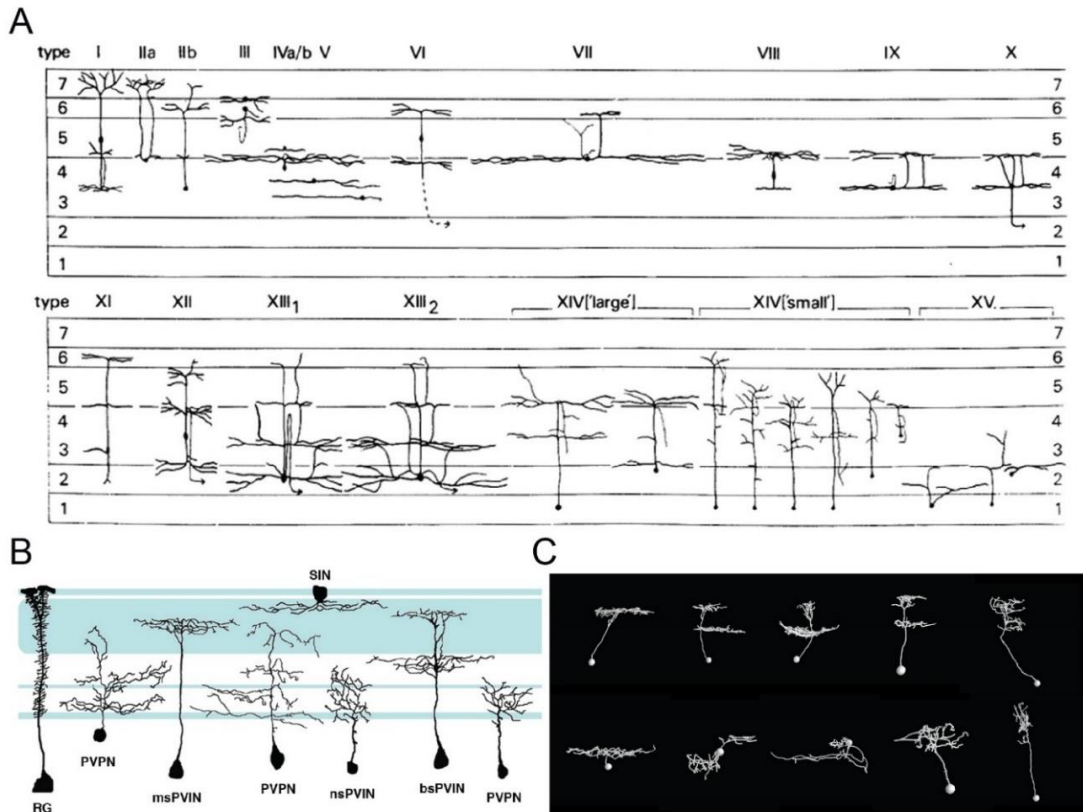 A
type I IIa IIb III IVa/b V VI VII VIII IX X
7 7
6 6
5 5
4 4
3 3
2 2
1 1
type XI XII XIII1 XIII2 XIV['large'] XIV['small'] XV
7 7
6 6
5 5
4 4
3 3
2 2
1 1
B C
SIN
PVPN
RG msPVIN PVPN nsPVIN bsPVIN PVPN